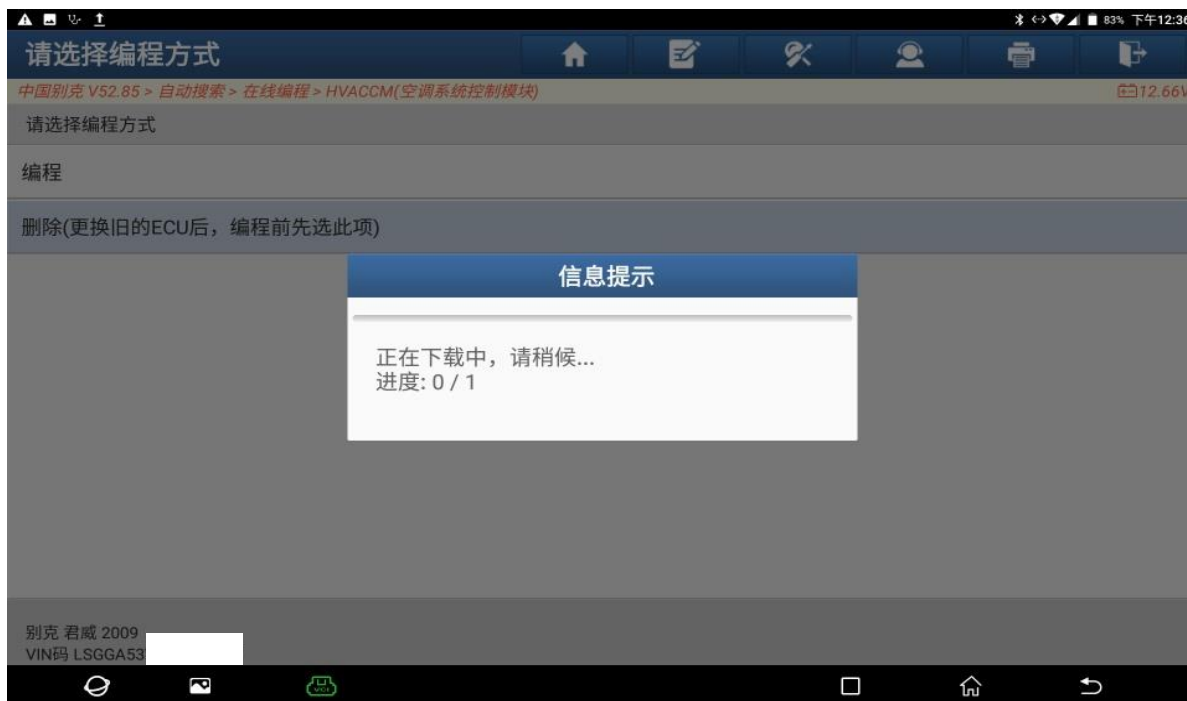 83% 下午12:36
请选择编程方式
中国别克 V52.85 > 自动搜索 > 在线编程 > HVACCM(空调系统控制模块)
12.66V
请选择编程方式
编程
删除(更换旧的ECU后，编程前先选此项)
信息提示
正在下载中，请稍候...
进度: 0 / 1
别克 君威 2009
VIN码 LSGGA53
VCI